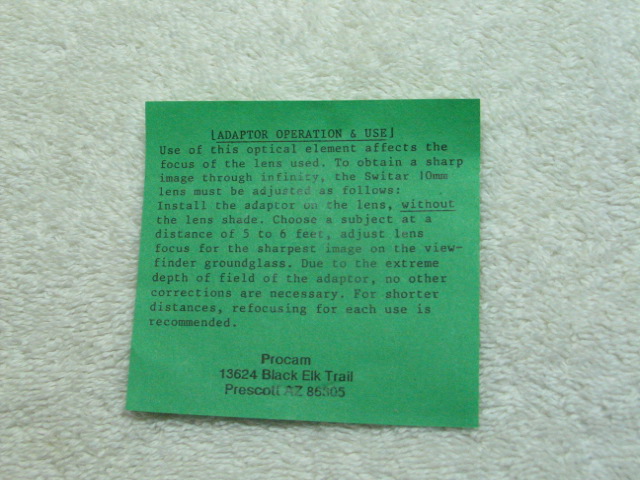 [ADAPTOR OPERATION & USE]
Use of this optical element affects the
focus of the lens used. To obtain a sharp
image through infinity, the Switar 10mm
lens must be adjusted as follows:
Install the adaptor on the lens, without
the lens shade. Choose a subject at a
distance of 5 to 6 feet, adjust lens
focus for the sharpest image on the view-
finder groundglass. Due to the extreme
depth of field of the adaptor, no other
corrections are necessary. For shorter
distances, refocusing for each use is
recommended.
Procam
13624 Black Elk Trail
Prescott AZ 86305